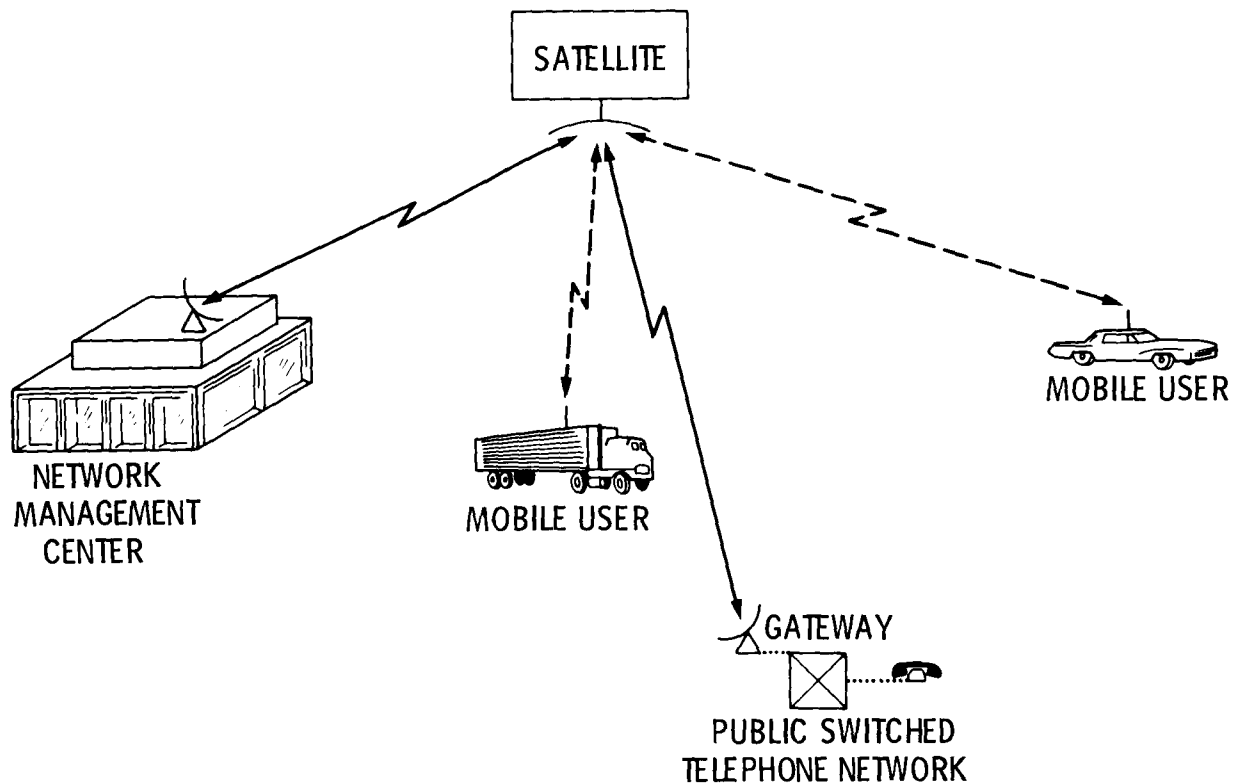 SATELLITE
NETWORK
MANAGEMENT
CENTER
MOBILE USER
MOBILE USER
GATEWAY
PUBLIC SWITCHED
TELEPHONE NETWORK